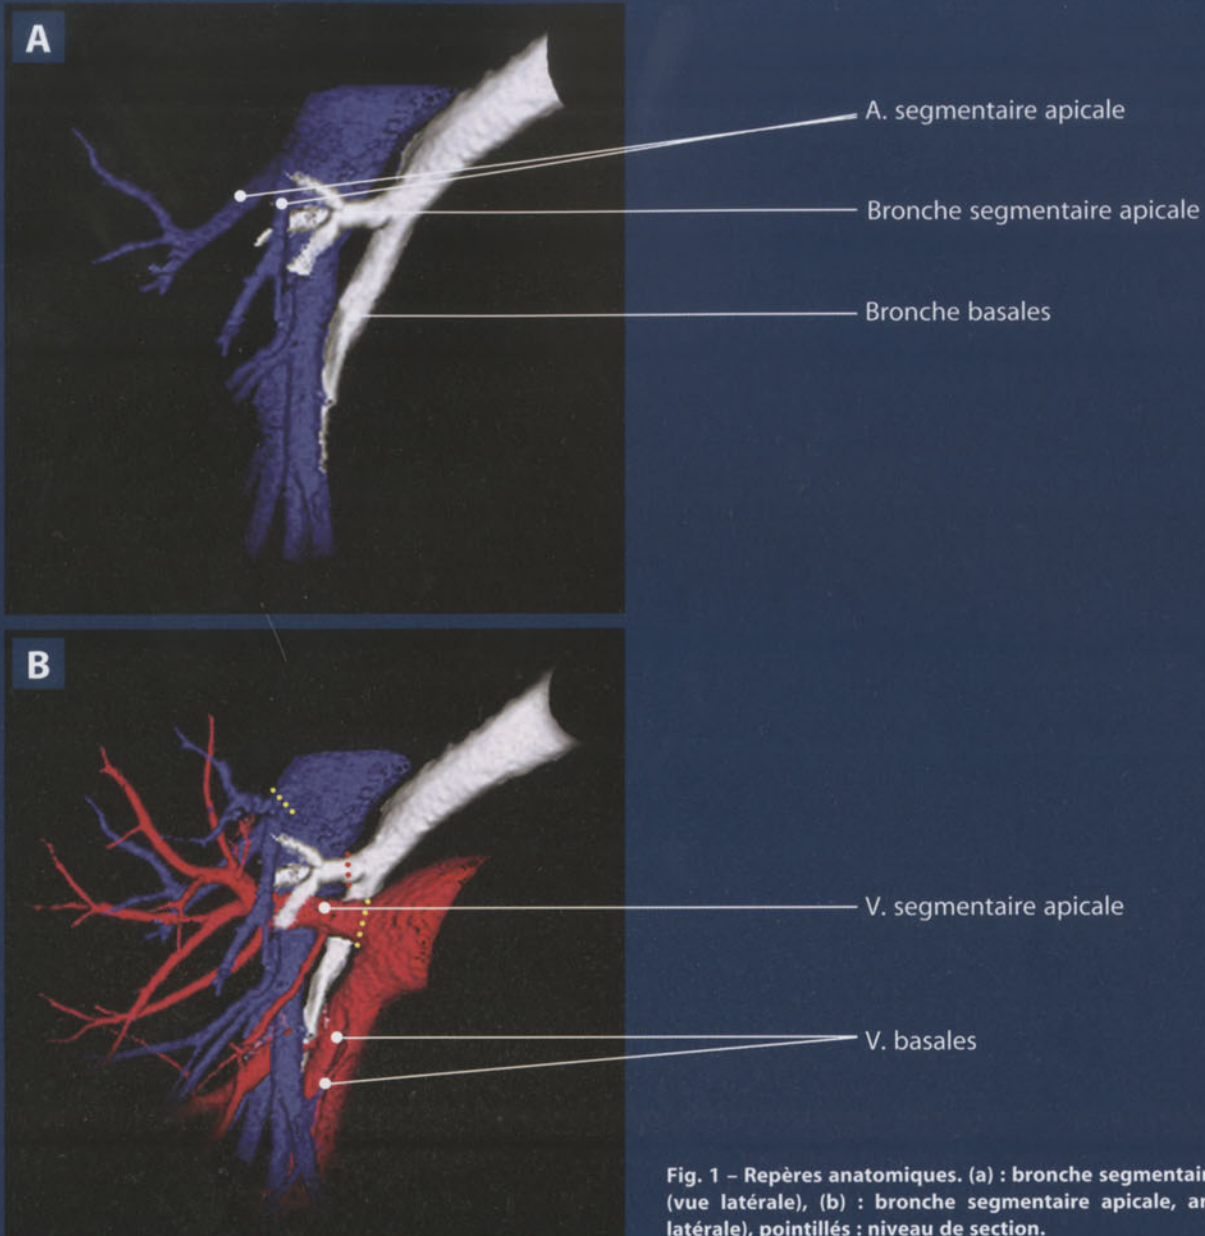 A
A. segmentaire apicale
Bronche segmentaire apicale
Bronche basales
B
V. segmentaire apicale
V. basales
Fig. 1 – Repères anatomiques. (a) : bronche segmentair
(vue latérale), (b) : bronche segmentaire apicale, ar
latérale), pointillés : niveau de section.